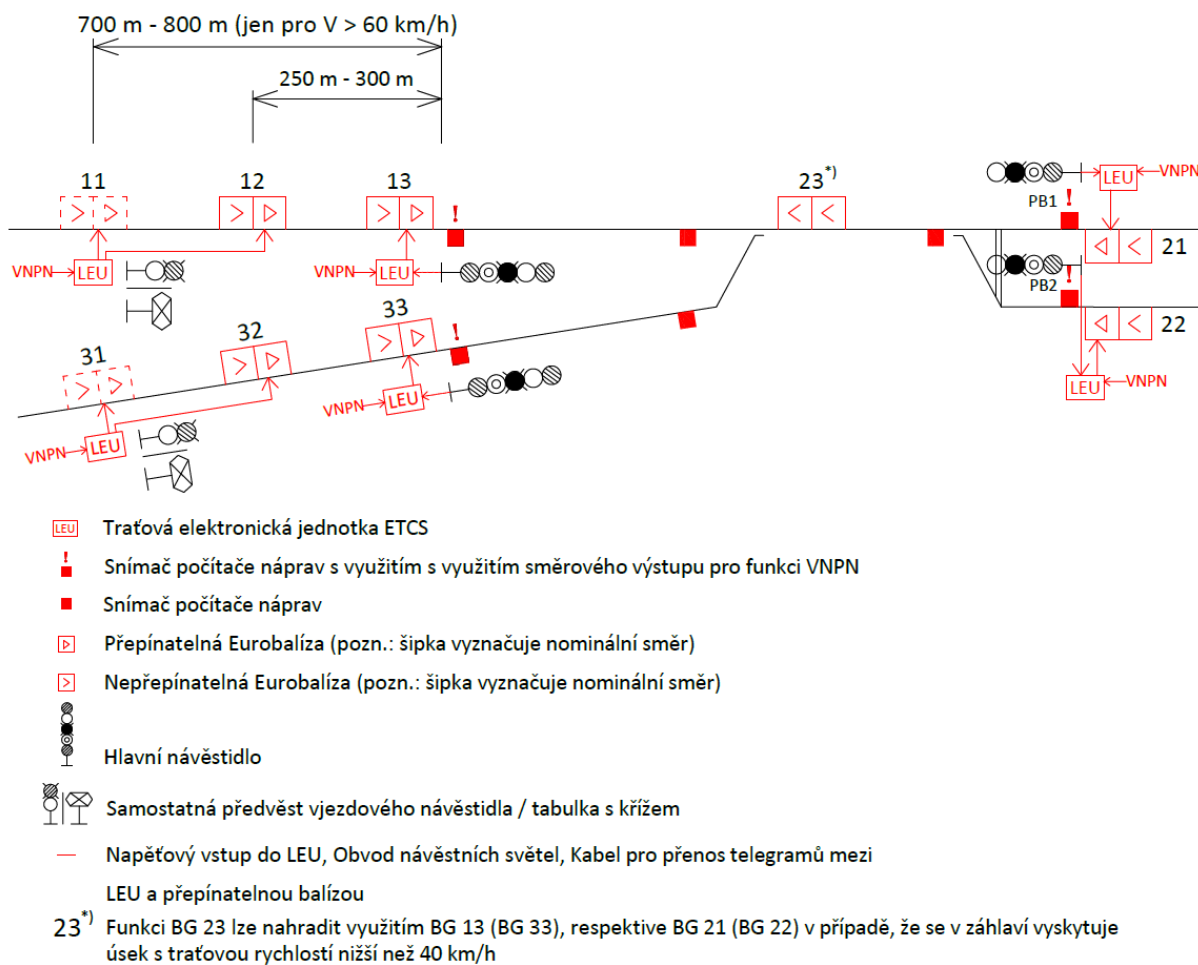 700 m - 800 m (jen pro V > 60 km/h)
250 m - 300 m
11
12
13
!
23*)
PB1
!
LEU
VNPN
VNPN
LEU
VNPN
LEU
21
PB2
!
31
32
33
!
22
VNPN
LEU
VNPN
LEU
LEU
VNPN
LEU Traťová elektronická jednotka ETCS
! Snímač počítače náprav s využitím s využitím směrového výstupu pro funkci VNPN
Snímač počítače náprav
Přepínatelná Eurobalíza (pozn.: šipka vyznačuje nominální směr)
Nepřepínatelná Eurobalíza (pozn.: šipka vyznačuje nominální směr)
Hlavní návěstidlo
Samostatná předvěst vjezdového návěstidla / tabulka s křížem
Napěťový vstup do LEU, Obvod návěstních světel, Kabel pro přenos telegramů mezi
LEU a přepínatelnou balízou
23*) Funkci BG 23 lze nahradit využitím BG 13 (BG 33), respektive BG 21 (BG 22) v případě, že se v záhlaví vyskytuje
úsek s traťovou rychlostí nižší než 40 km/h